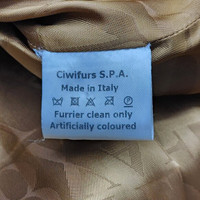 Ciwifurs S.P.A.
Made in Italy
Furrier clean only
Artificially coloured